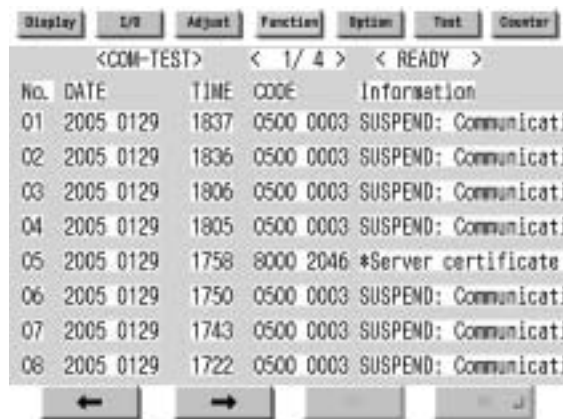 Display I/O Adjust Function Option Test Counter
<COM-TEST> < 1/ 4 > < READY >
No. DATE TIME CODE Information
01 2005 0129 1837 0500 0003 SUSPEND: Communicati
02 2005 0129 1836 0500 0003 SUSPEND: Communicati
03 2005 0129 1806 0500 0003 SUSPEND: Communicati
04 2005 0129 1805 0500 0003 SUSPEND: Communicati
05 2005 0129 1758 8000 2046 *Server certificate
06 2005 0129 1750 0500 0003 SUSPEND: Communicati
07 2005 0129 1743 0500 0003 SUSPEND: Communicati
08 2005 0129 1722 0500 0003 SUSPEND: Communicati